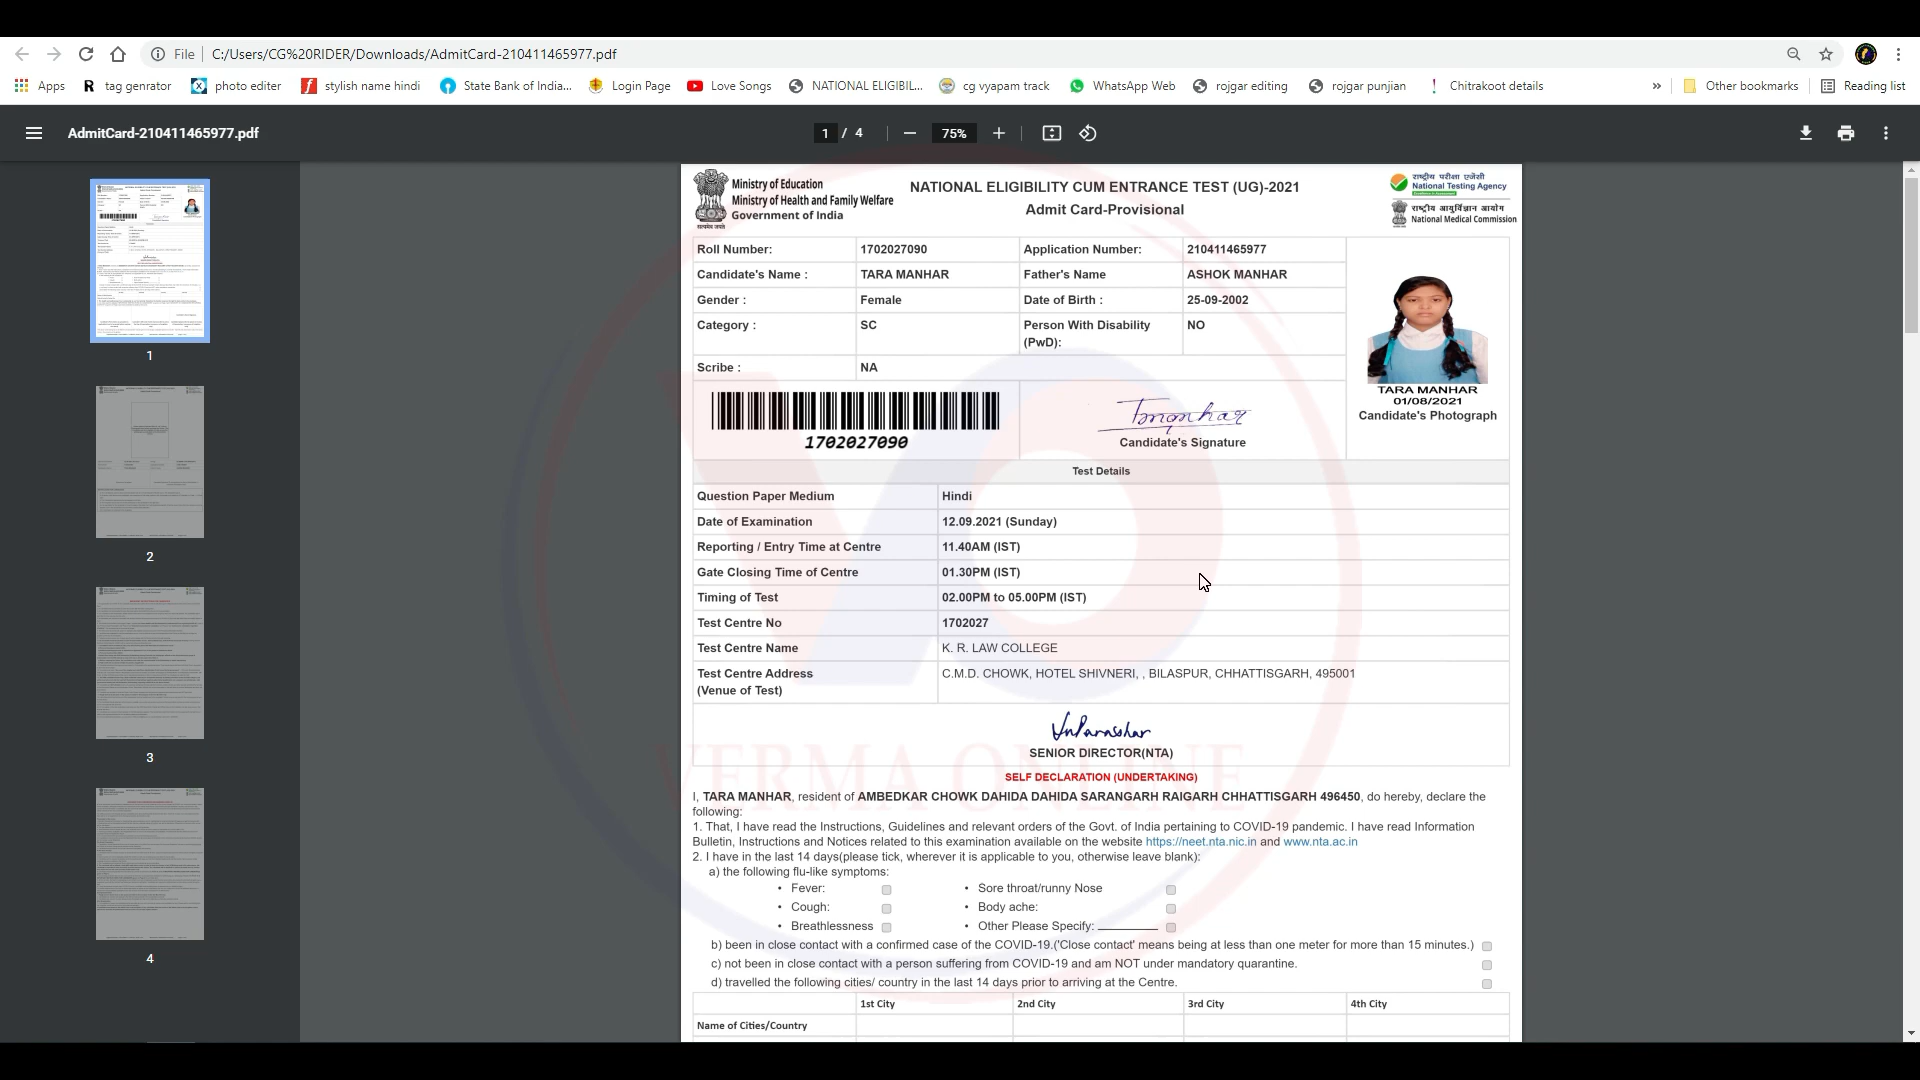 File
C:/Users/CG%20RIDER/Downloads/AdmitCard-210411465977.pdf
Apps
R tag genrator
photo editer
stylish name hindi
State Bank of India...
Login Page
Love Songs
NATIONAL ELIGIBIL...
cg vyapam track
WhatsApp Web
rojgar editing
rojgar punjian
Chitrakoot details
»
Other bookmarks
Reading list
AdmitCard-210411465977.pdf
1 / 4
75%
1
2
3
4
Ministry of Education
Ministry of Health and Family Welfare
Government of India
सत्यमेव जयते
NATIONAL ELIGIBILITY CUM ENTRANCE TEST (UG)-2021
Admit Card-Provisional
राष्ट्रीय परीक्षा एजेंसी
National Testing Agency
राष्ट्रीय आयुर्विज्ञान आयोग
National Medical Commission
Roll Number: 1702027090 Application Number: 210411465977
Candidate's Name : TARA MANHAR Father's Name ASHOK MANHAR
Gender : Female Date of Birth : 25-09-2002
Category : SC Person With Disability (PwD): NO
Scribe : NA
TARA MANHAR
01/08/2021
Candidate's Photograph
1702027090
Tmanhar
Candidate's Signature
Test Details
Question Paper Medium Hindi
Date of Examination 12.09.2021 (Sunday)
Reporting / Entry Time at Centre 11.40AM (IST)
Gate Closing Time of Centre 01.30PM (IST)
Timing of Test 02.00PM to 05.00PM (IST)
Test Centre No 1702027
Test Centre Name K. R. LAW COLLEGE
Test Centre Address C.M.D. CHOWK, HOTEL SHIVNERI, , BILASPUR, CHHATTISGARH, 495001
(Venue of Test)
SENIOR DIRECTOR(NTA)
VERMA ONLINE
SELF DECLARATION (UNDERTAKING)
I, TARA MANHAR, resident of AMBEDKAR CHOWK DAHIDA DAHIDA SARANGARH RAIGARH CHHATTISGARH 496450, do hereby, declare the
following:
1. That, I have read the Instructions, Guidelines and relevant orders of the Govt. of India pertaining to COVID-19 pandemic. I have read Information
Bulletin, Instructions and Notices related to this examination available on the website https://neet.nta.nic.in and www.nta.ac.in
2. I have in the last 14 days(please tick, wherever it is applicable to you, otherwise leave blank):
a) the following flu-like symptoms:
• Fever: • Sore throat/runny Nose
• Cough: • Body ache:
• Breathlessness • Other Please Specify: ________
b) been in close contact with a confirmed case of the COVID-19.('Close contact' means being at less than one meter for more than 15 minutes.)
c) not been in close contact with a person suffering from COVID-19 and am NOT under mandatory quarantine.
d) travelled the following cities/ country in the last 14 days prior to arriving at the Centre.
1st City 2nd City 3rd City 4th City
Name of Cities/Country